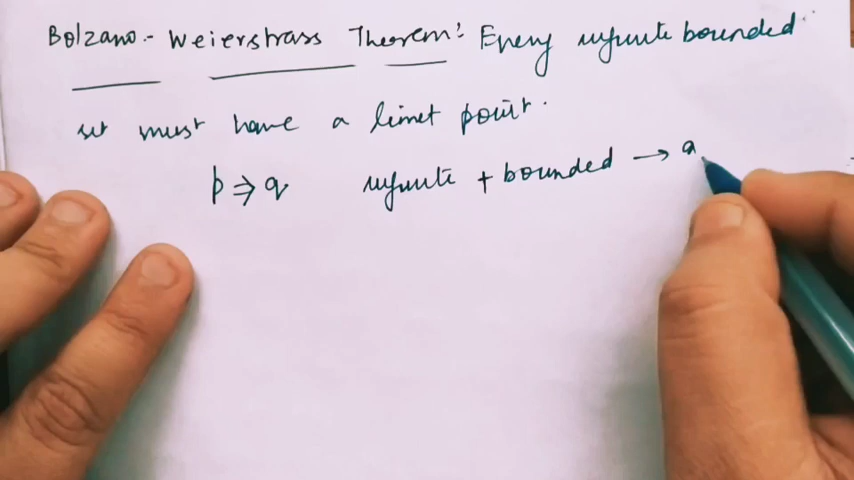 Bolzano - Weierstrass Theorem: Every infinite bounded
set must have a limit point.
p ⇒ q infinite + bounded → a